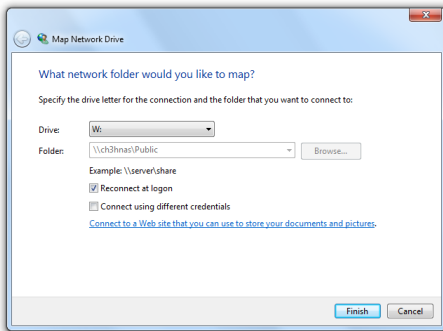 Map Network Drive
What network folder would you like to map?
Specify the drive letter for the connection and the folder that you want to connect to:
Drive: W:
Folder: \\ch3hnas\Public Browse...
Example: \\server\share
Reconnect at logon
Connect using different credentials
Connect to a Web site that you can use to store your documents and pictures.
Finish Cancel